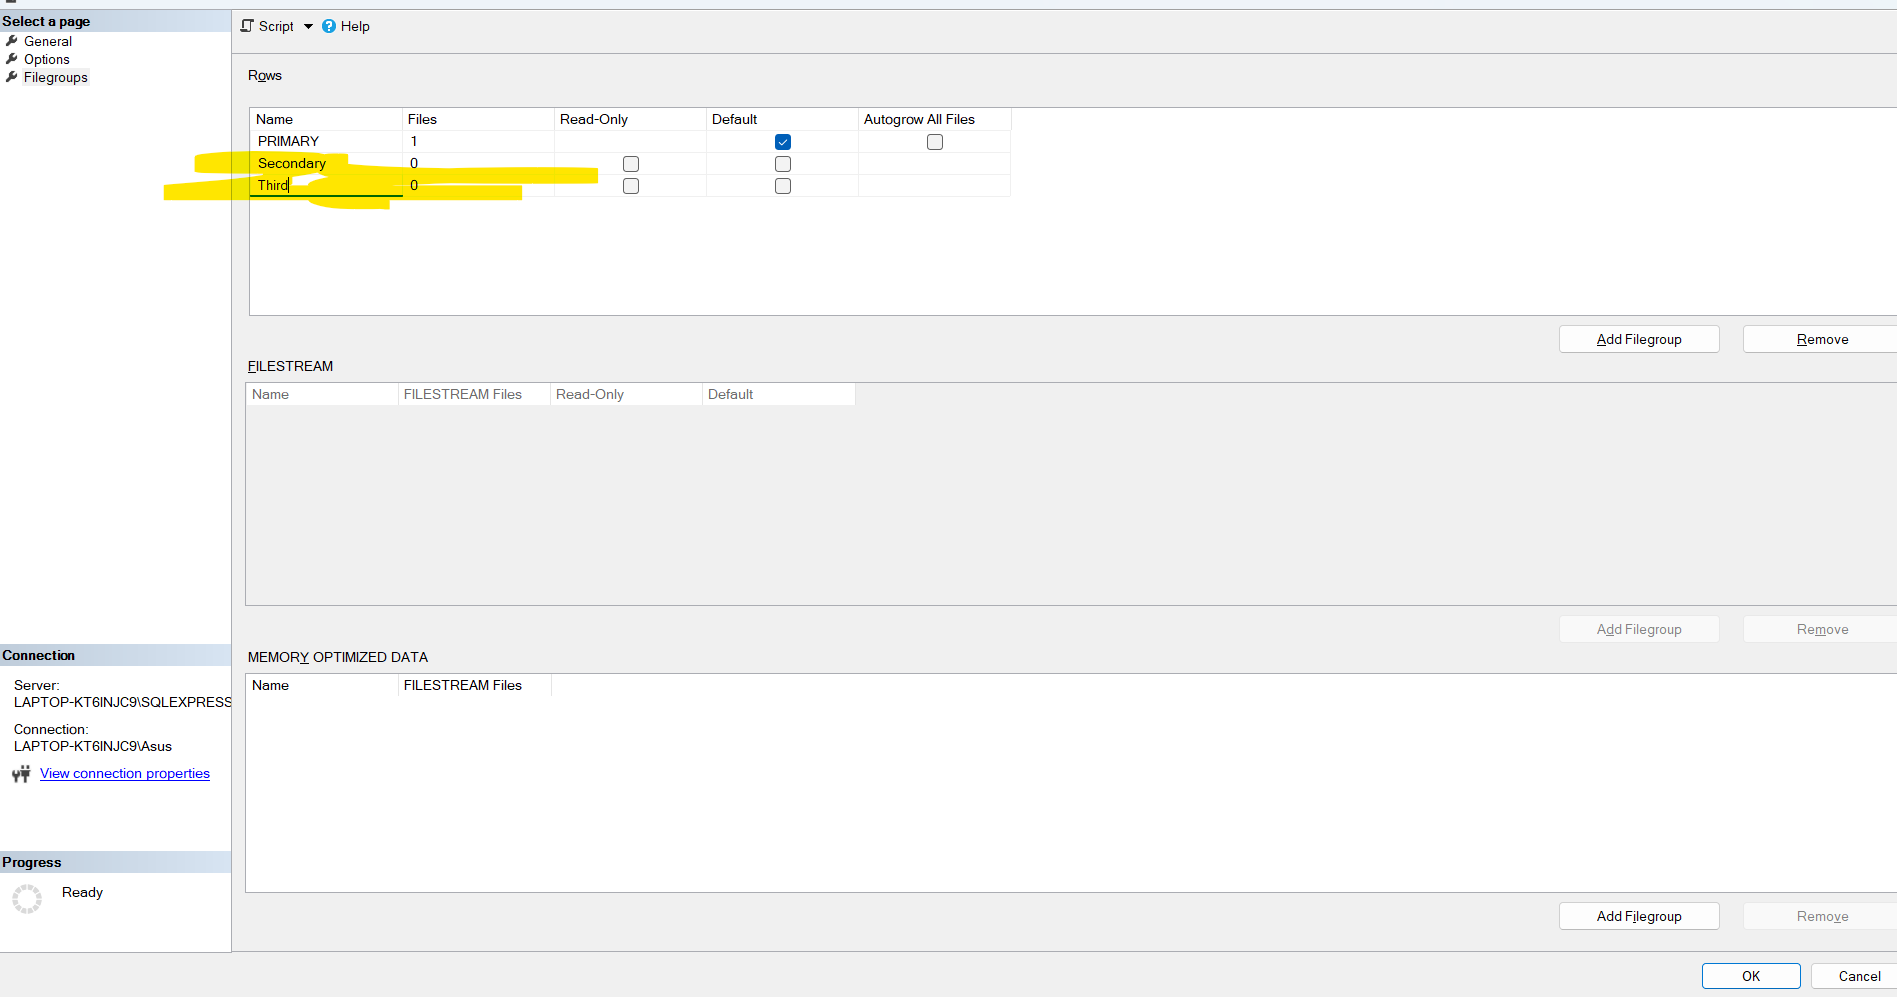 Select a page
General
Options
Filegroups
Script Help
Rows
Name Files Read-Only Default Autogrow All Files
PRIMARY 1
Secondary 0
Third 0
Add Filegroup Remove
FILESTREAM
Name FILESTREAM Files Read-Only Default
Add Filegroup Remove
MEMORY OPTIMIZED DATA
Name FILESTREAM Files
Add Filegroup Remove
Connection
Server:
LAPTOP-KT6INJC9\SQLEXPRESS
Connection:
LAPTOP-KT6INJC9\Asus
View connection properties
Progress
Ready
OK Cancel